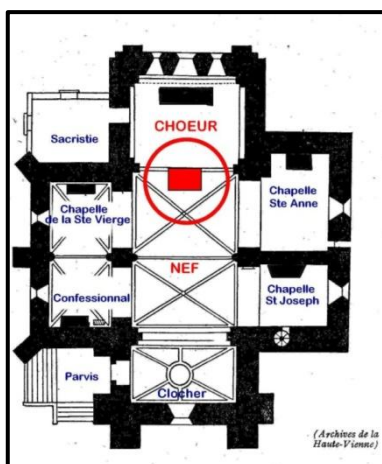 CHOEUR
Sacristie
Chapelle
de la Ste Vierge
Chapelle
Ste Anne
NEF
Confessionnal
Chapelle
St Joseph
Parvis
Clocher
(Archives de la
Haute-Vienne)